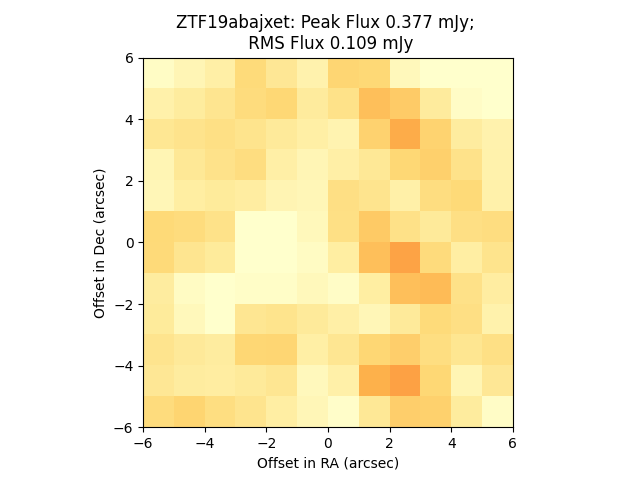 ZTF19abajxet: Peak Flux 0.377 mJy;
RMS Flux 0.109 mJy
6
4
2
0
−2
−4
−6
Offset in Dec (arcsec)
−6 −4 −2 0 2 4 6
Offset in RA (arcsec)